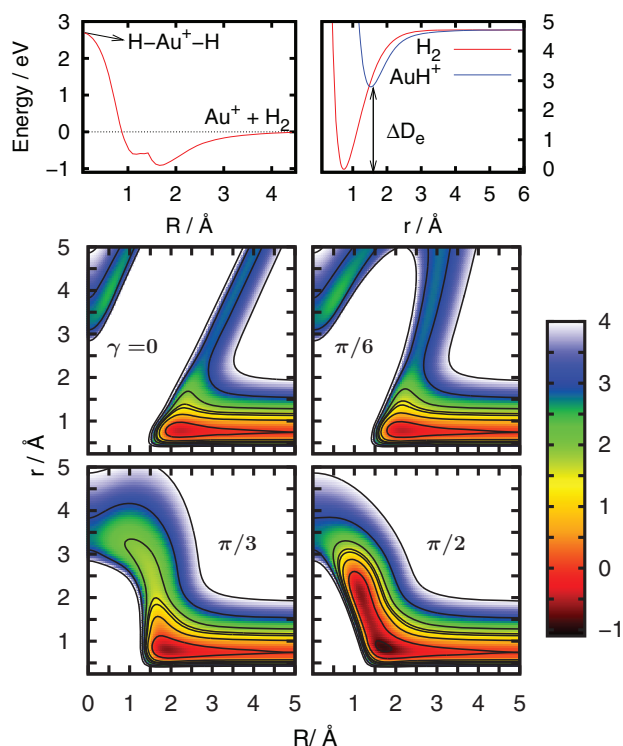 3
2
1
0
−1
Energy / eV
H−Au⁺−H
Au⁺ + H₂
1 2 3 4
R / Å
5
4
3
2
1
0
H₂
AuH⁺
ΔDₑ
0 1 2 3 4 5 6
r / Å
5
4
3
2
1
γ =0
π/6
r / Å
5
4
3
2
1
π/3
π/2
0 1 2 3 4 5
0 1 2 3 4 5
R/ Å
4
3
2
1
0
−1